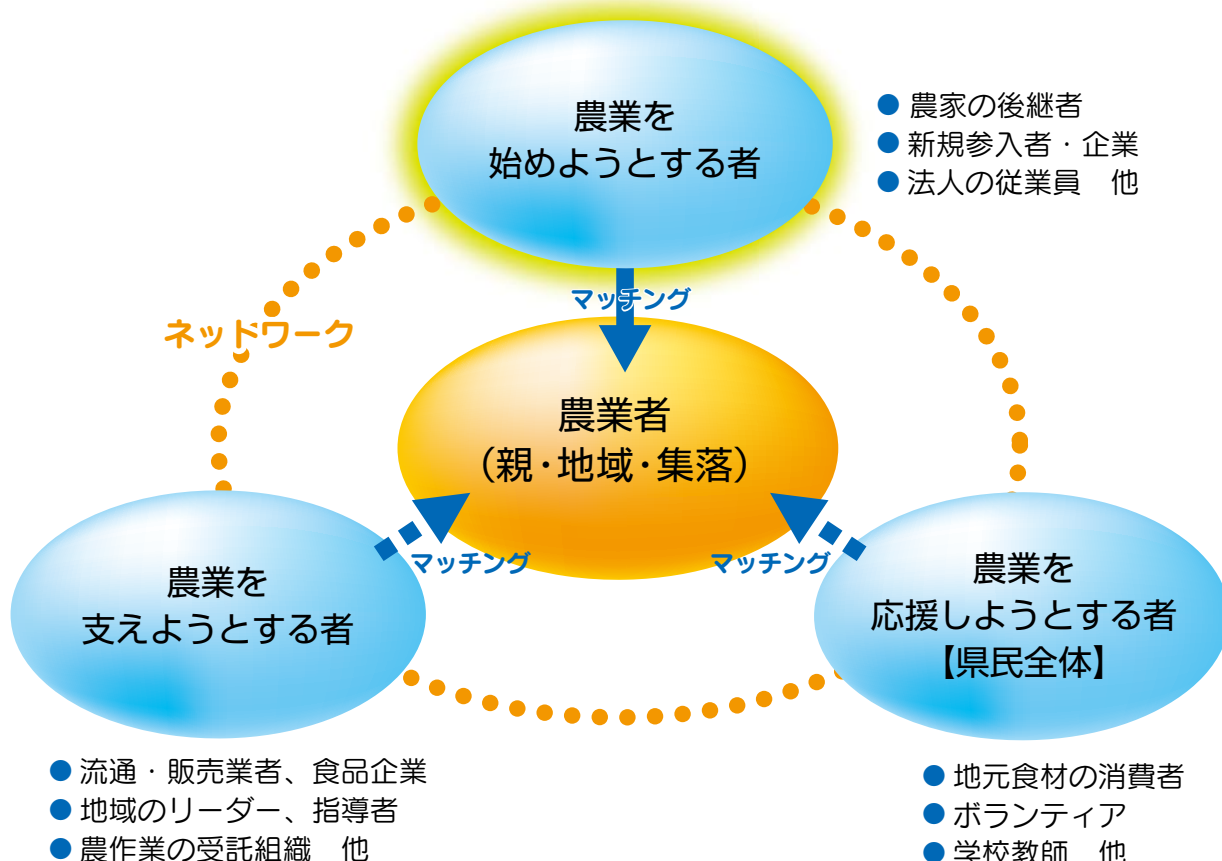 農業を
始めようとする者
● 農家の後継者
● 新規参入者・企業
● 法人の従業員　他
マッチング
ネットワーク
農業者
（親・地域・集落）
マッチング
マッチング
農業を
支えようとする者
農業を
応援しようとする者
【県民全体】
● 流通・販売業者、食品企業
● 地域のリーダー、指導者
● 農作業の受託組織　他
● 地元食材の消費者
● ボランティア
● 学校教師　他